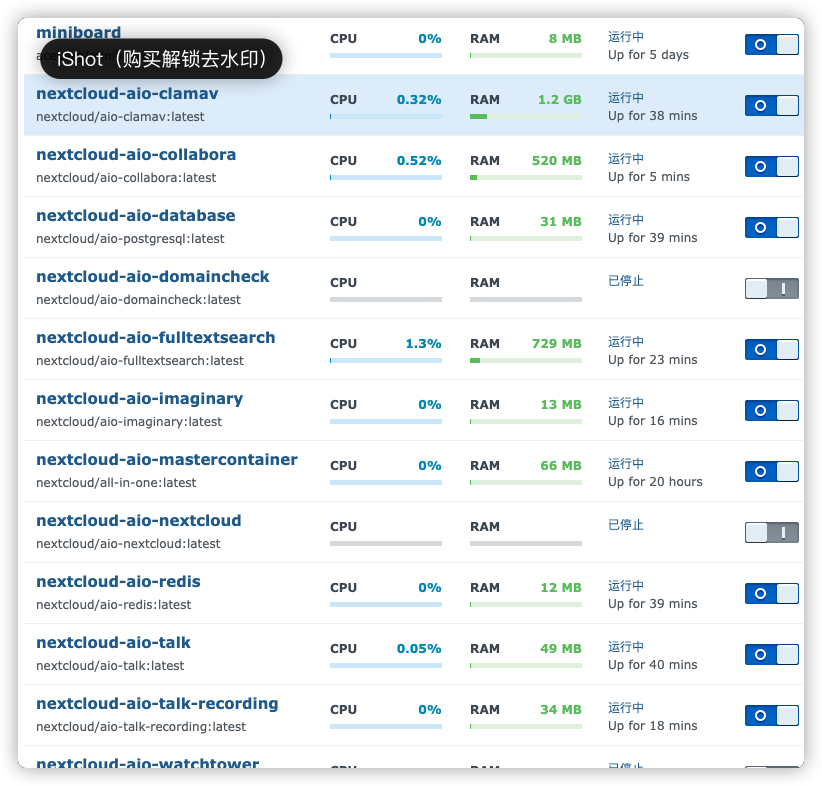 miniboard
CPU 0% RAM 8 MB 运行中
Up for 5 days
iShot（购买解锁去水印）
nextcloud-aio-clamav
CPU 0.32% RAM 1.2 GB 运行中
nextcloud/aio-clamav:latest
Up for 38 mins
nextcloud-aio-collabora
CPU 0.52% RAM 520 MB 运行中
nextcloud/aio-collabora:latest
Up for 5 mins
nextcloud-aio-database
CPU 0% RAM 31 MB 运行中
nextcloud/aio-postgresql:latest
Up for 39 mins
nextcloud-aio-domaincheck
CPU RAM 已停止
nextcloud/aio-domaincheck:latest
nextcloud-aio-fulltextsearch
CPU 1.3% RAM 729 MB 运行中
nextcloud/aio-fulltextsearch:latest
Up for 23 mins
nextcloud-aio-imaginary
CPU 0% RAM 13 MB 运行中
nextcloud/aio-imaginary:latest
Up for 16 mins
nextcloud-aio-mastercontainer
CPU 0% RAM 66 MB 运行中
nextcloud/all-in-one:latest
Up for 20 hours
nextcloud-aio-nextcloud
CPU RAM 已停止
nextcloud/aio-nextcloud:latest
nextcloud-aio-redis
CPU 0% RAM 12 MB 运行中
nextcloud/aio-redis:latest
Up for 39 mins
nextcloud-aio-talk
CPU 0.05% RAM 49 MB 运行中
nextcloud/aio-talk:latest
Up for 40 mins
nextcloud-aio-talk-recording
CPU 0% RAM 34 MB 运行中
nextcloud/aio-talk-recording:latest
Up for 18 mins
nextcloud-aio-watchtower
CPU RAM 已停止